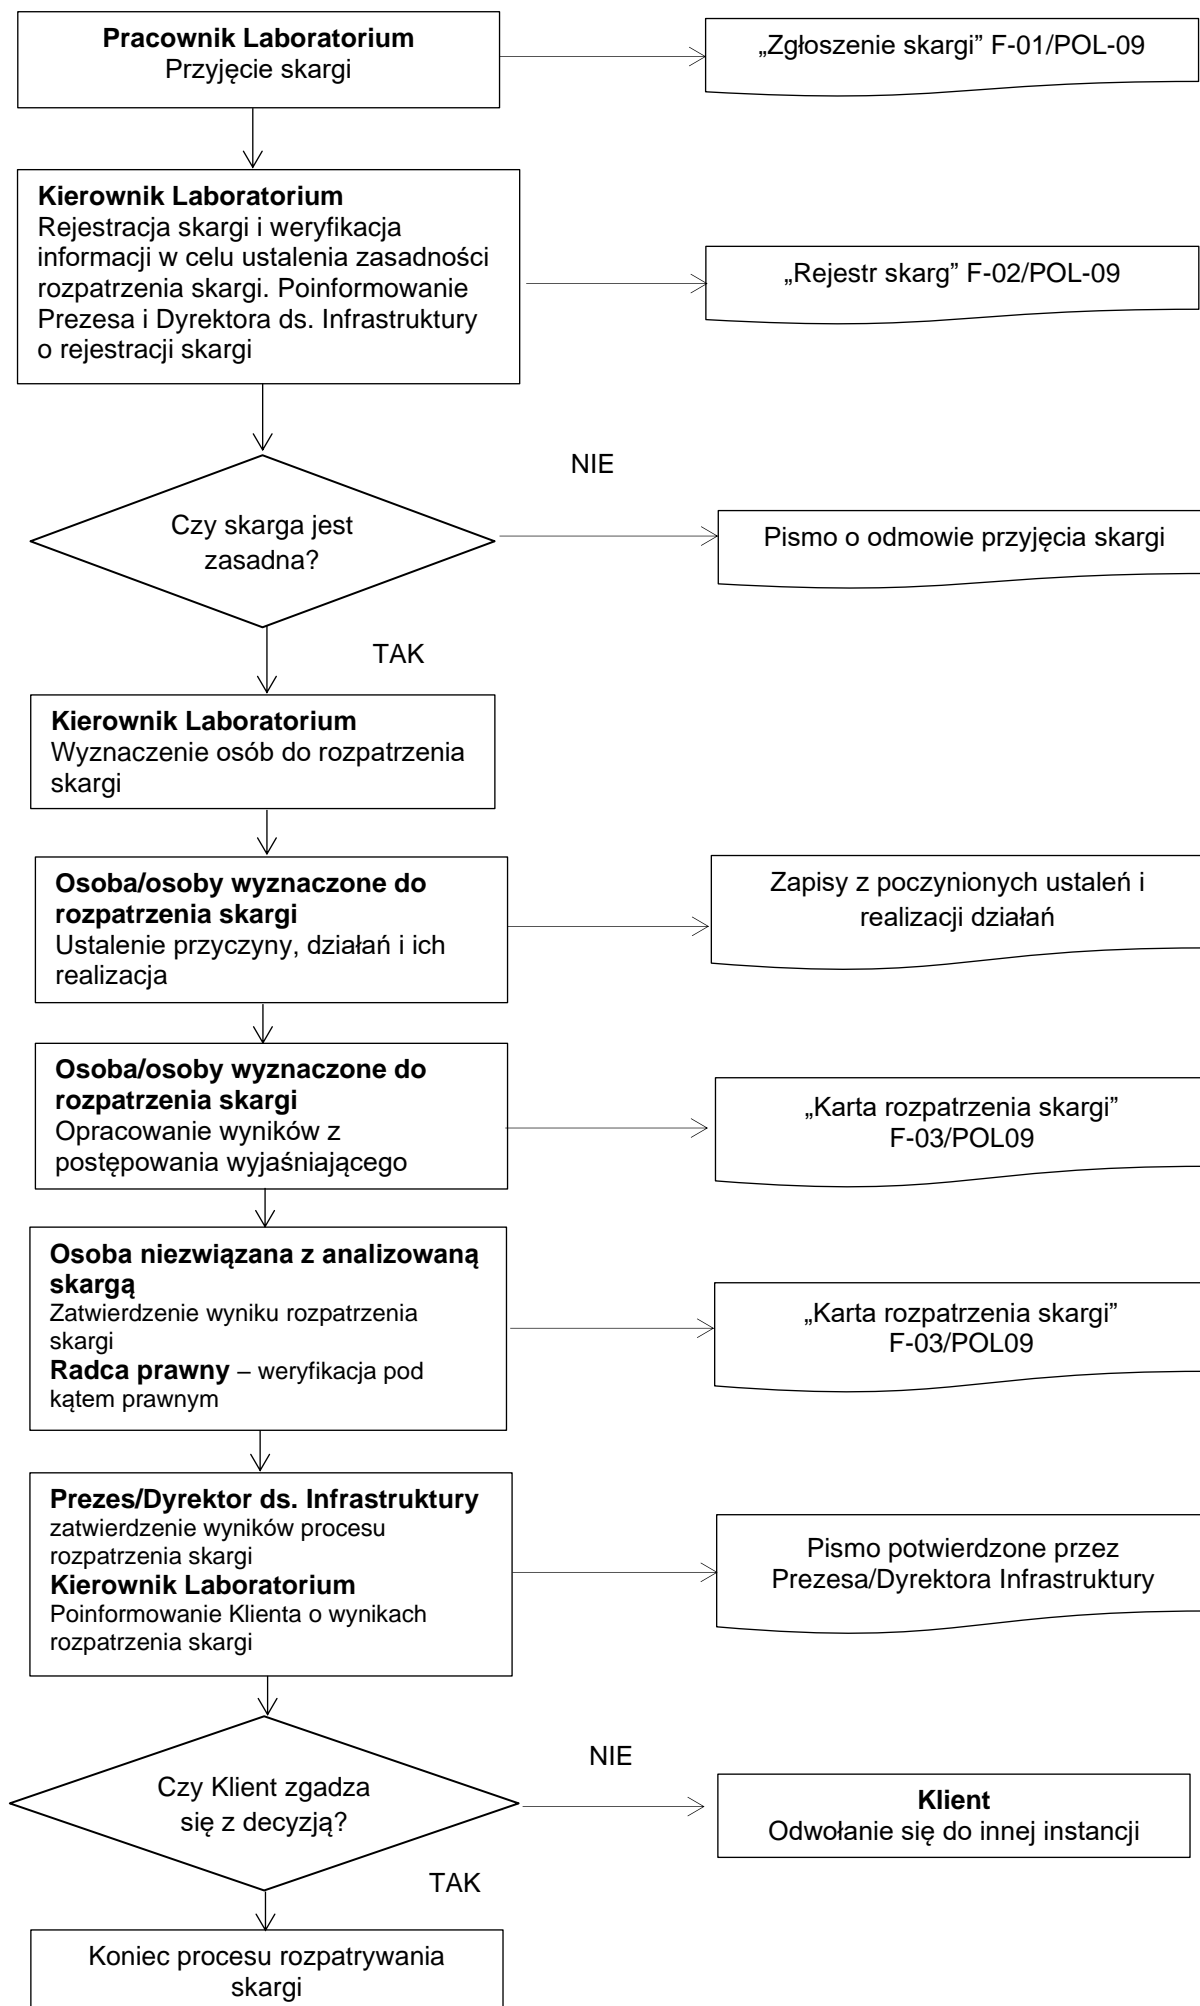 Pracownik Laboratorium
Przyjęcie skargi
„Zgłoszenie skargi” F-01/POL-09
Kierownik Laboratorium
Rejestracja skargi i weryfikacja
informacji w celu ustalenia zasadności
rozpatrzenia skargi. Poinformowanie
Prezesa i Dyrektora ds. Infrastruktury
o rejestracji skargi
„Rejestr skarg” F-02/POL-09
Czy skarga jest
zasadna?
NIE
Pismo o odmowie przyjęcia skargi
TAK
Kierownik Laboratorium
Wyznaczenie osób do rozpatrzenia
skargi
Osoba/osoby wyznaczone do
rozpatrzenia skargi
Ustalenie przyczyny, działań i ich
realizacja
Zapisy z poczynionych ustaleń i
realizacji działań
Osoba/osoby wyznaczone do
rozpatrzenia skargi
Opracowanie wyników z
postępowania wyjaśniającego
„Karta rozpatrzenia skargi”
F-03/POL09
Osoba niezwiązana z analizowaną
skargą
Zatwierdzenie wyniku rozpatrzenia
skargi
Radca prawny – weryfikacja pod
kątem prawnym
„Karta rozpatrzenia skargi”
F-03/POL09
Prezes/Dyrektor ds. Infrastruktury
zatwierdzenie wyników procesu
rozpatrzenia skargi
Kierownik Laboratorium
Poinformowanie Klienta o wynikach
rozpatrzenia skargi
Pismo potwierdzone przez
Prezesa/Dyrektora Infrastruktury
Czy Klient zgadza
się z decyzją?
NIE
Klient
Odwołanie się do innej instancji
TAK
Koniec procesu rozpatrywania
skargi